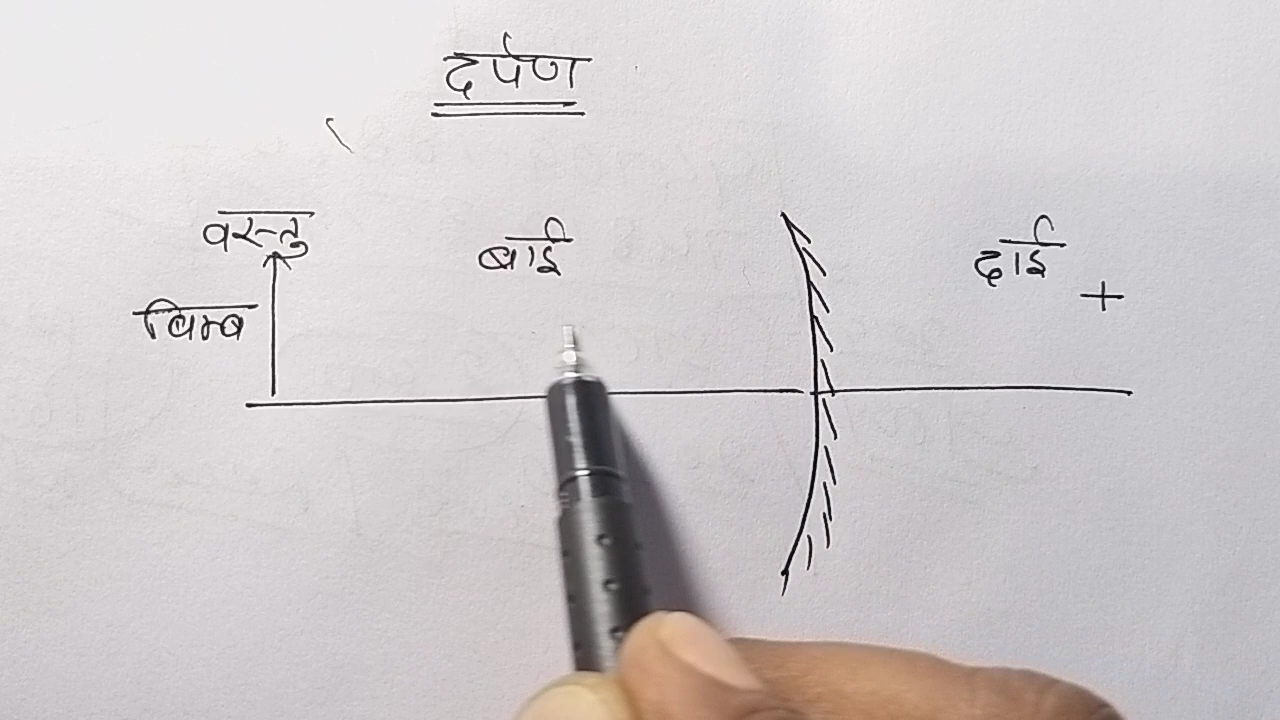 दर्पण
वस्तु
बाई
दाई
+
बिम्ब